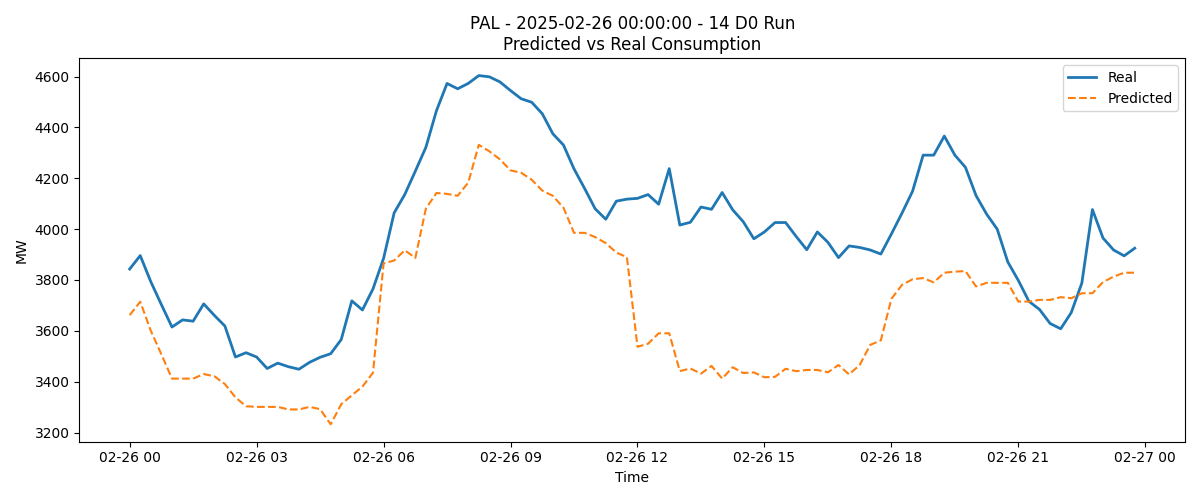 PAL - 2025-02-26 00:00:00 - 14 D0 Run
Predicted vs Real Consumption
Real
Predicted
MW
4600
4400
4200
4000
3800
3600
3400
3200
02-26 00
02-26 03
02-26 06
02-26 09
02-26 12
02-26 15
02-26 18
02-26 21
02-27 00
Time